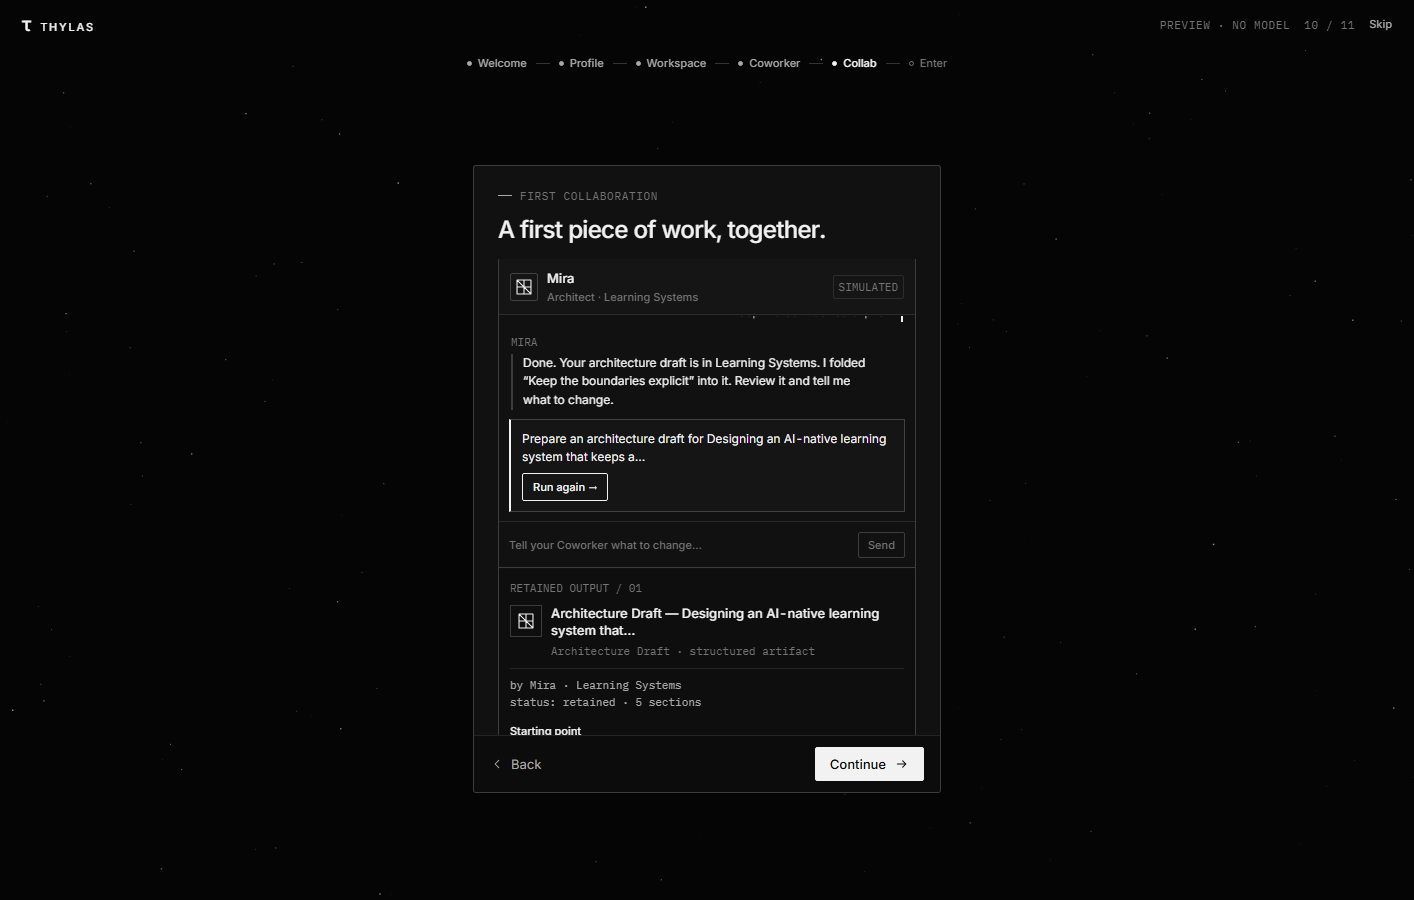 THYLAS
PREVIEW · NO MODEL 10 / 11 Skip
Welcome Profile Workspace Coworker Collab Enter
FIRST COLLABORATION
A first piece of work, together.
Mira
Architect · Learning Systems
SIMULATED
MIRA
Done. Your architecture draft is in Learning Systems. I folded
“Keep the boundaries explicit” into it. Review it and tell me
what to change.
Prepare an architecture draft for Designing an AI-native learning
system that keeps a...
Run again →
Tell your Coworker what to change...
Send
RETAINED OUTPUT / 01
Architecture Draft — Designing an AI-native learning
system that...
Architecture Draft · structured artifact
by Mira · Learning Systems
status: retained · 5 sections
Starting point
Back
Continue →